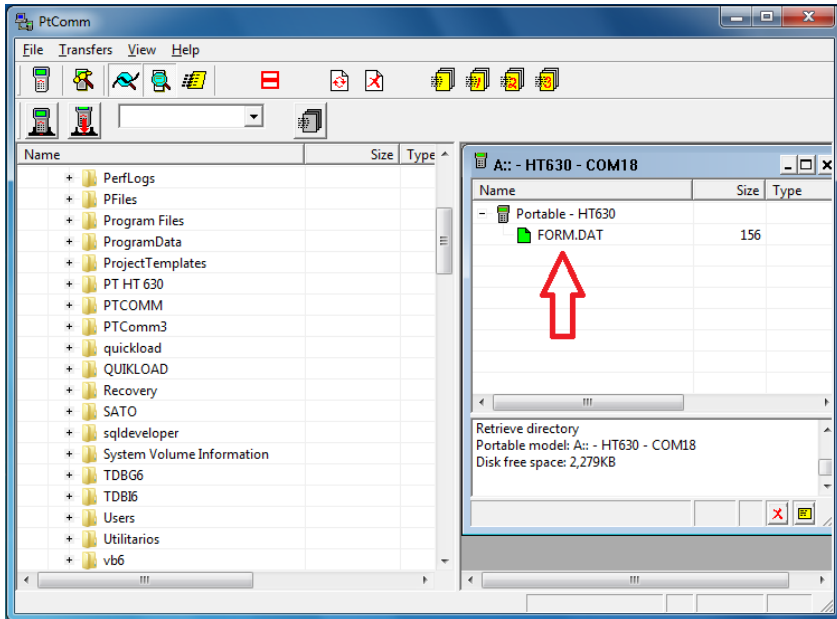 PtComm
File Transfers View Help
Name Size Type
PerfLogs
PFiles
Program Files
ProgramData
ProjectTemplates
PT HT 630
PTCOMM
PTComm3
quickload
QUIKLOAD
Recovery
SATO
sqldeveloper
System Volume Information
TDBG6
TDBI6
Users
Utilitarios
vb6
A:: - HT630 - COM18
Name Size Type
Portable - HT630
FORM.DAT 156
Retrieve directory
Portable model: A:: - HT630 - COM18
Disk free space: 2,279KB